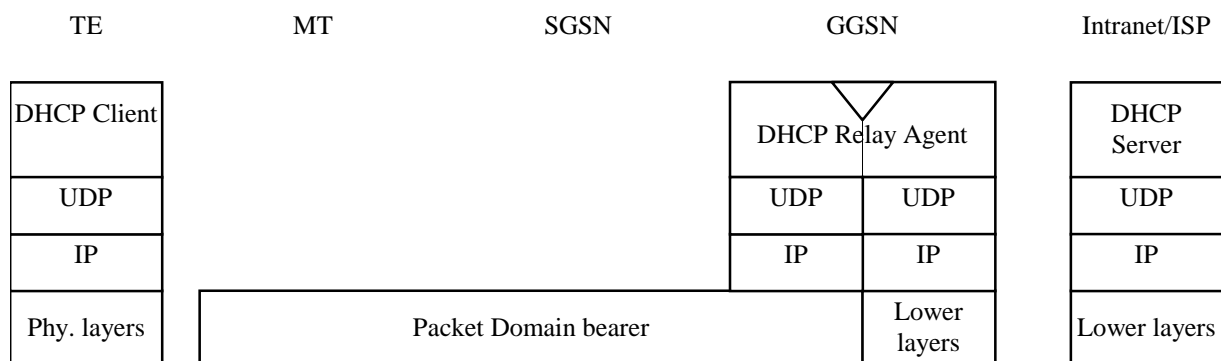 TE MT SGSN GGSN Intranet/ISP
DHCP Client DHCP Relay Agent DHCP
Server
UDP UDP UDP UDP
IP IP IP IP
Phy. layers Packet Domain bearer Lower
layers Lower layers